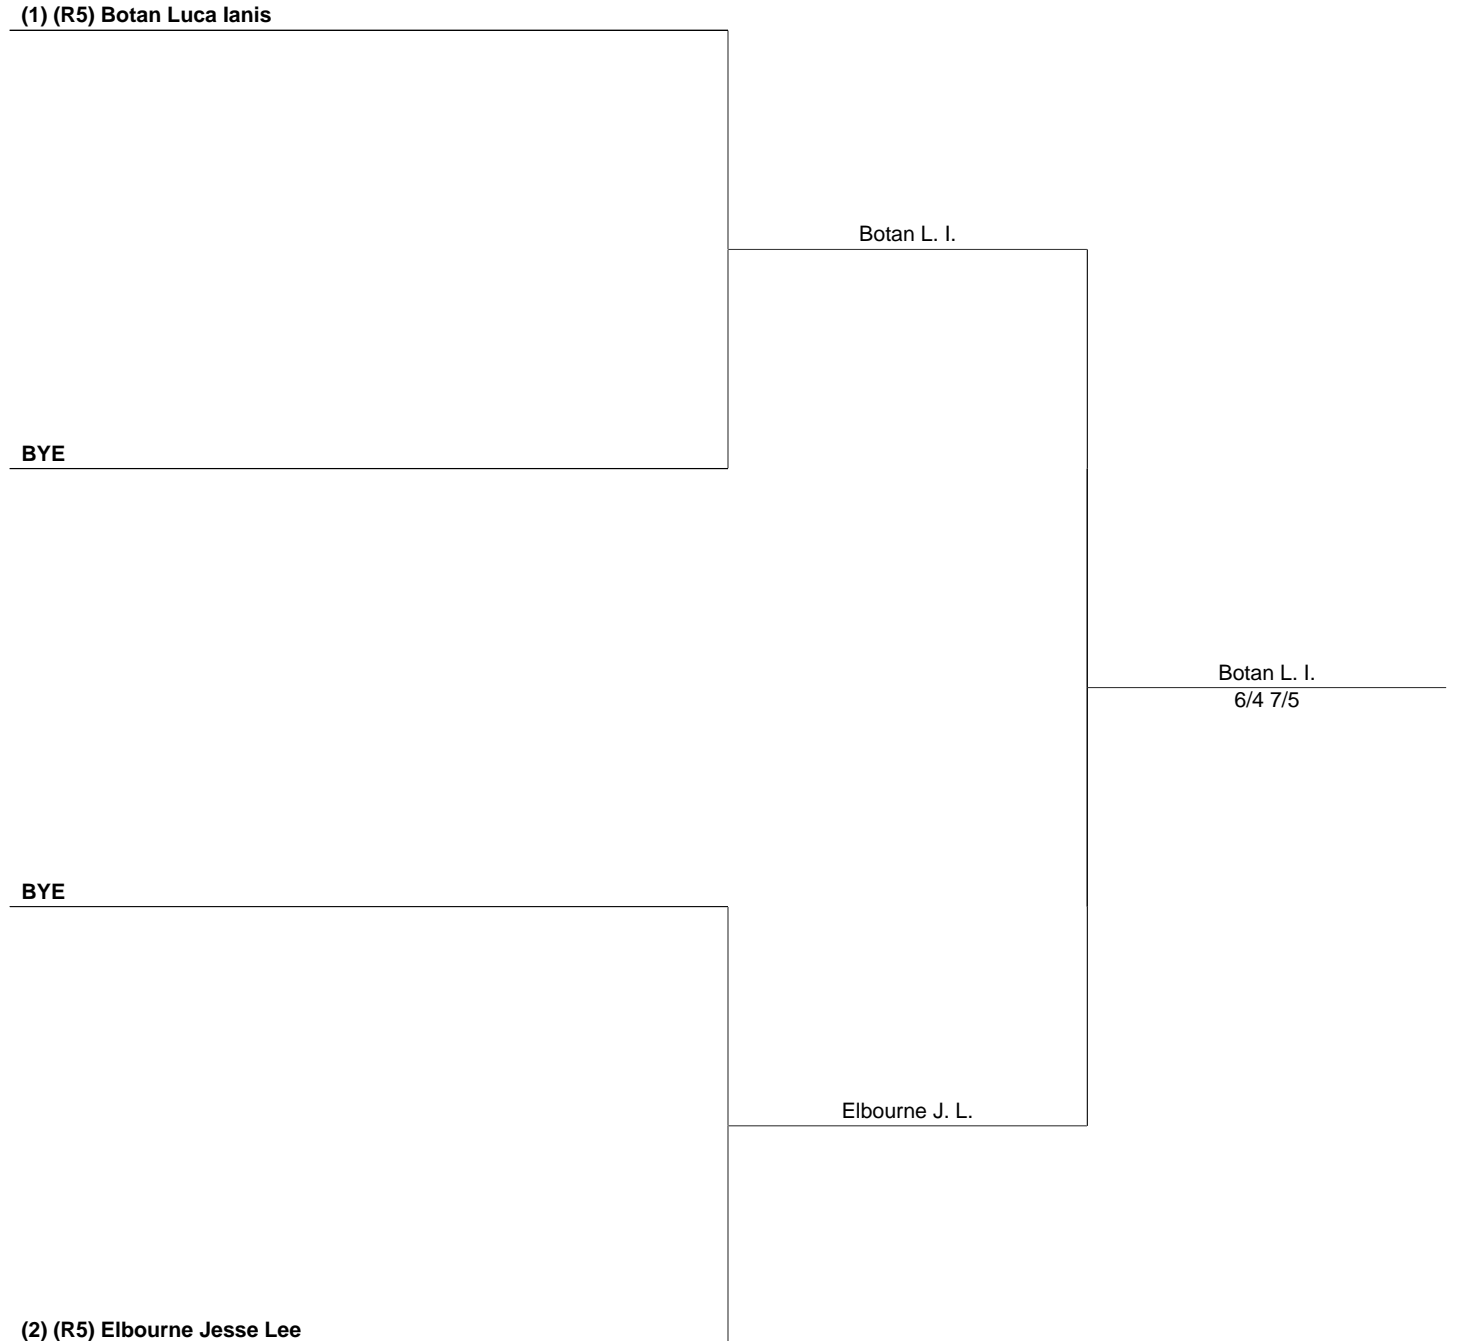 (1) (R5) Botan Luca Ianis
Botan L. I.
BYE
Botan L. I.
6/4 7/5
BYE
Elbourne J. L.
(2) (R5) Elbourne Jesse Lee